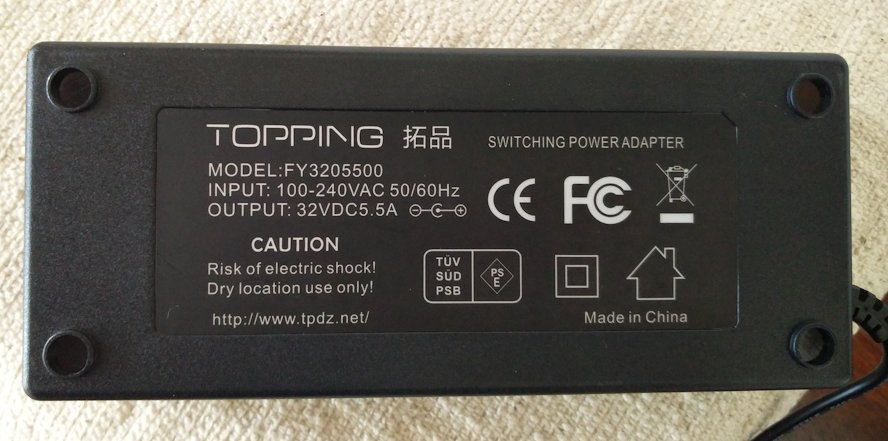 TOPPING 拓品
SWITCHING POWER ADAPTER
MODEL:FY3205500
INPUT: 100-240VAC 50/60Hz
OUTPUT: 32VDC5.5A
CE FC
CAUTION
Risk of electric shock!
Dry location use only!
TÜV
SÜD
PSB
PS
E
http://www.tpdz.net/
Made in China